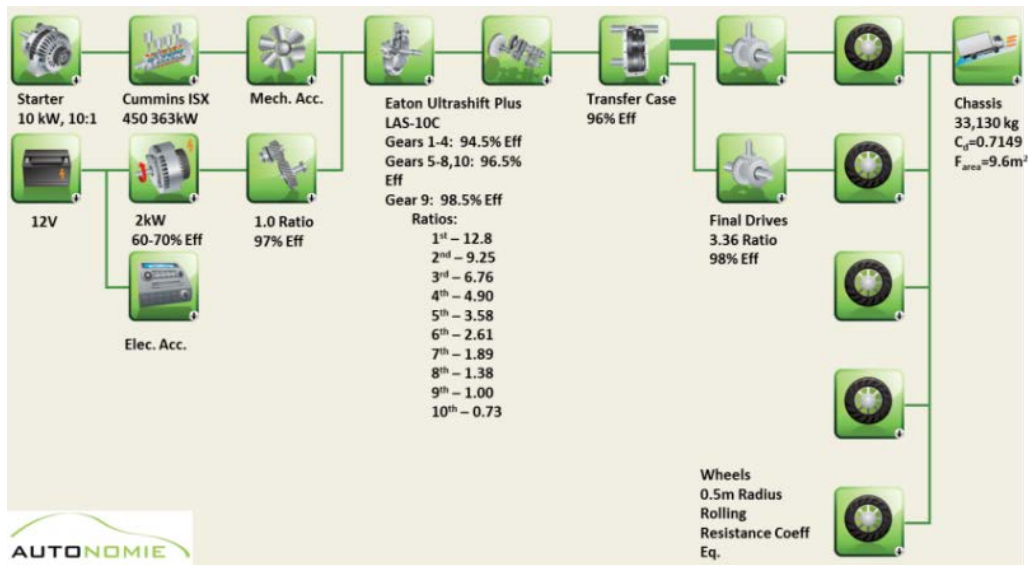 Starter
10 kW, 10:1
Cummins ISX
450 363kW
Mech. Acc.
Eaton Ultrashift Plus
LAS-10C
Gears 1-4: 94.5% Eff
Gears 5-8,10: 96.5%
Eff
Gear 9: 98.5% Eff
Ratios:
1st – 12.8
2nd – 9.25
3rd – 6.76
4th – 4.90
5th – 3.58
6th – 2.61
7th – 1.89
8th – 1.38
9th – 1.00
10th – 0.73
Transfer Case
96% Eff
Chassis
33,130 kg
Cd=0.7149
Farea=9.6m2
12V
2kW
60-70% Eff
1.0 Ratio
97% Eff
Final Drives
3.36 Ratio
98% Eff
Elec. Acc.
Wheels
0.5m Radius
Rolling
Resistance Coeff
Eq.
AUTONOMIE